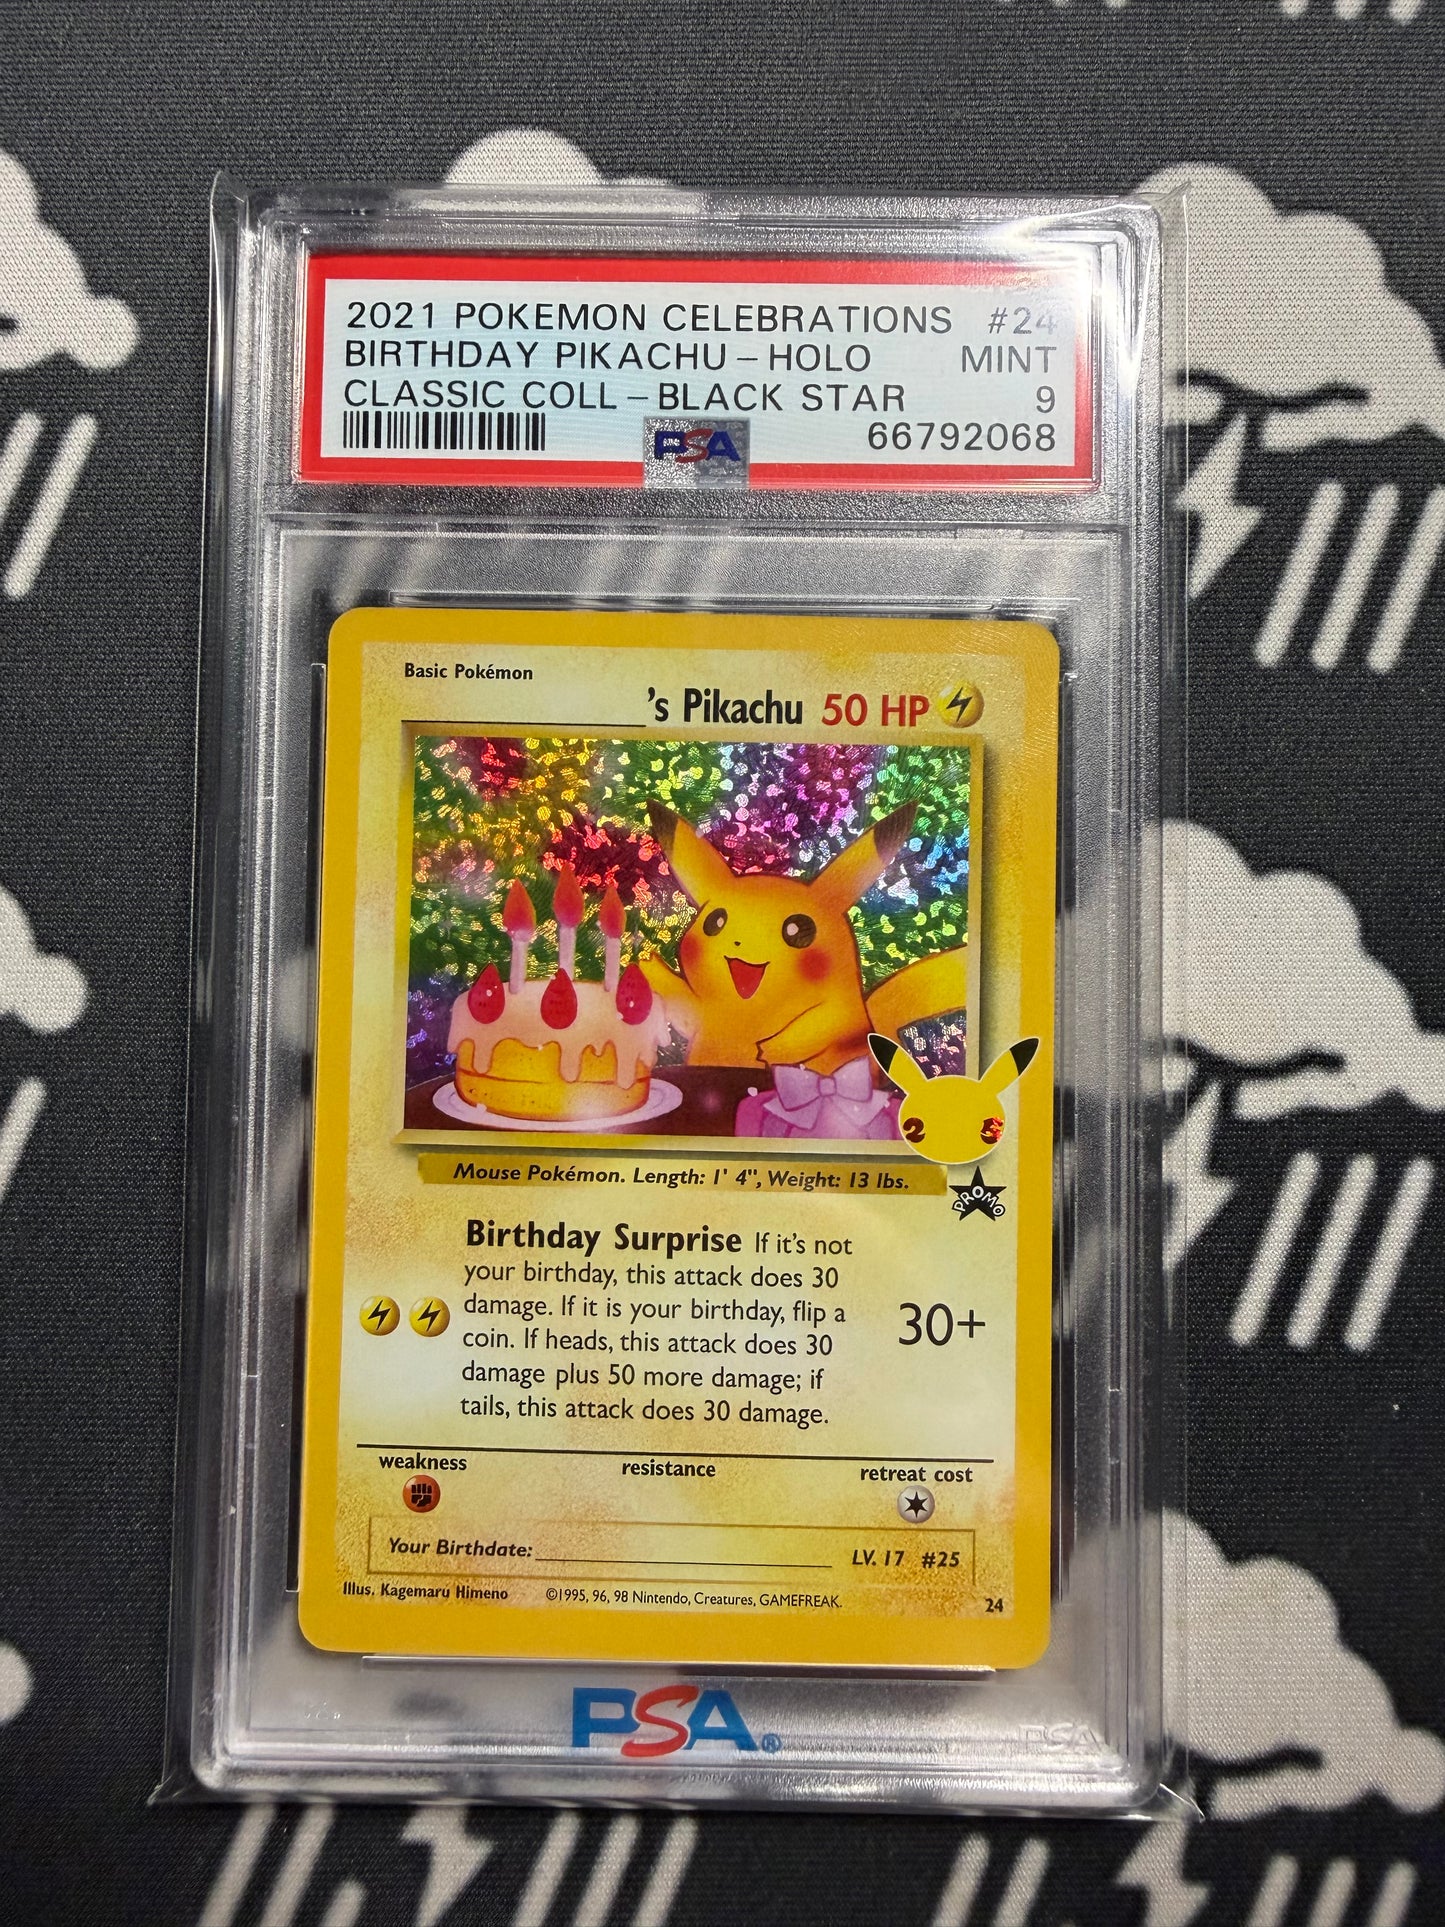 2021 POKEMON CELEBRATIONS #24
BIRTHDAY PIKACHU - HOLO MINT
CLASSIC COLL - BLACK STAR 9
PSA 66792068
Basic Pokémon
's Pikachu 50 HP
2 5
Mouse Pokémon. Length: 1' 4", Weight: 13 lbs.
PROMO
Birthday Surprise If it's not
your birthday, this attack does 30
damage. If it is your birthday, flip a
coin. If heads, this attack does 30
damage plus 50 more damage; if
tails, this attack does 30 damage.
30+
weakness resistance retreat cost
Your Birthdate: LV. 17 #25
Illus. Kagemaru Himeno ©1995, 96, 98 Nintendo, Creatures, GAMEFREAK.
24
PSA®
PSA